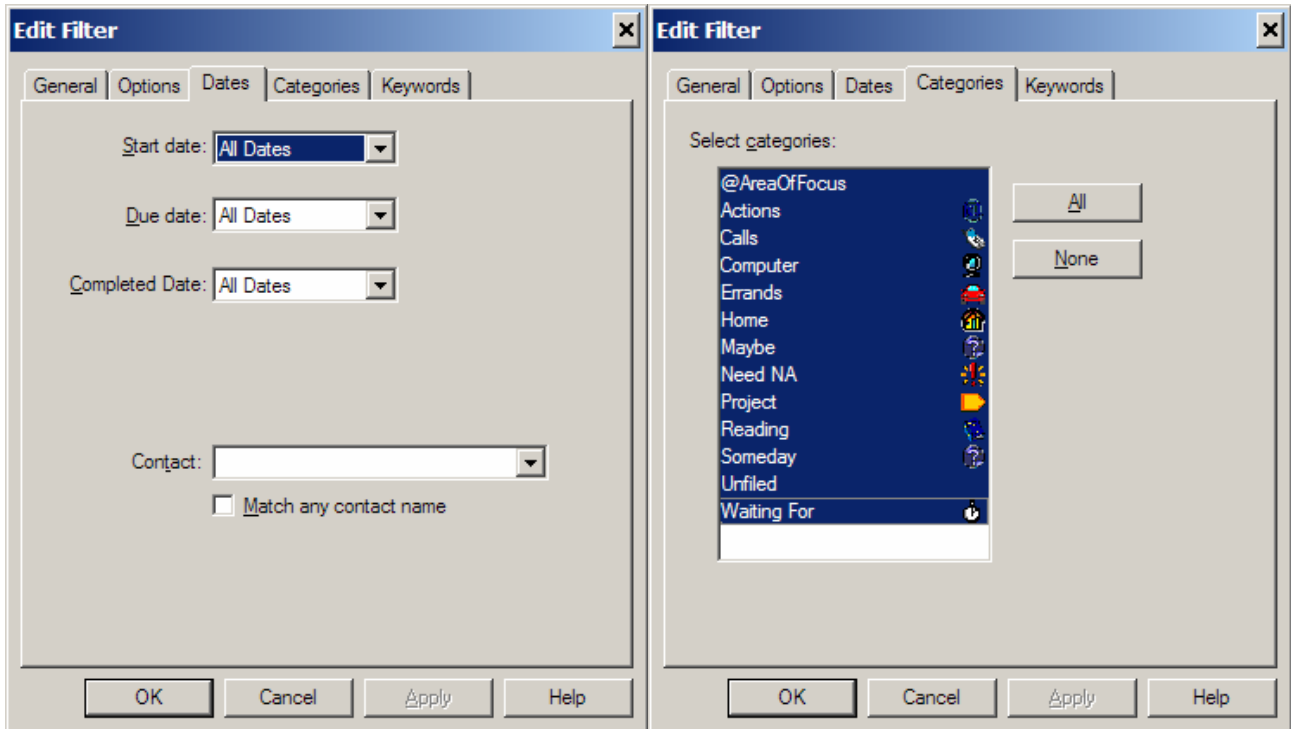 Edit Filter
General Options Dates Categories Keywords
Start date: All Dates
Due date: All Dates
Completed Date: All Dates
Contact:
Match any contact name
OK Cancel Apply Help
Edit Filter
General Options Dates Categories Keywords
Select categories:
@AreaOfFocus
Actions
Calls
Computer
Errands
Home
Maybe
Need NA
Project
Reading
Someday
Unfiled
Waiting For
All
None
OK Cancel Apply Help